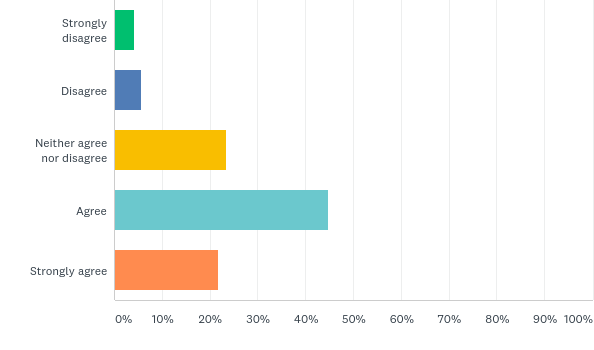 Strongly
disagree
Disagree
Neither agree
nor disagree
Agree
Strongly agree
0% 10% 20% 30% 40% 50% 60% 70% 80% 90% 100%